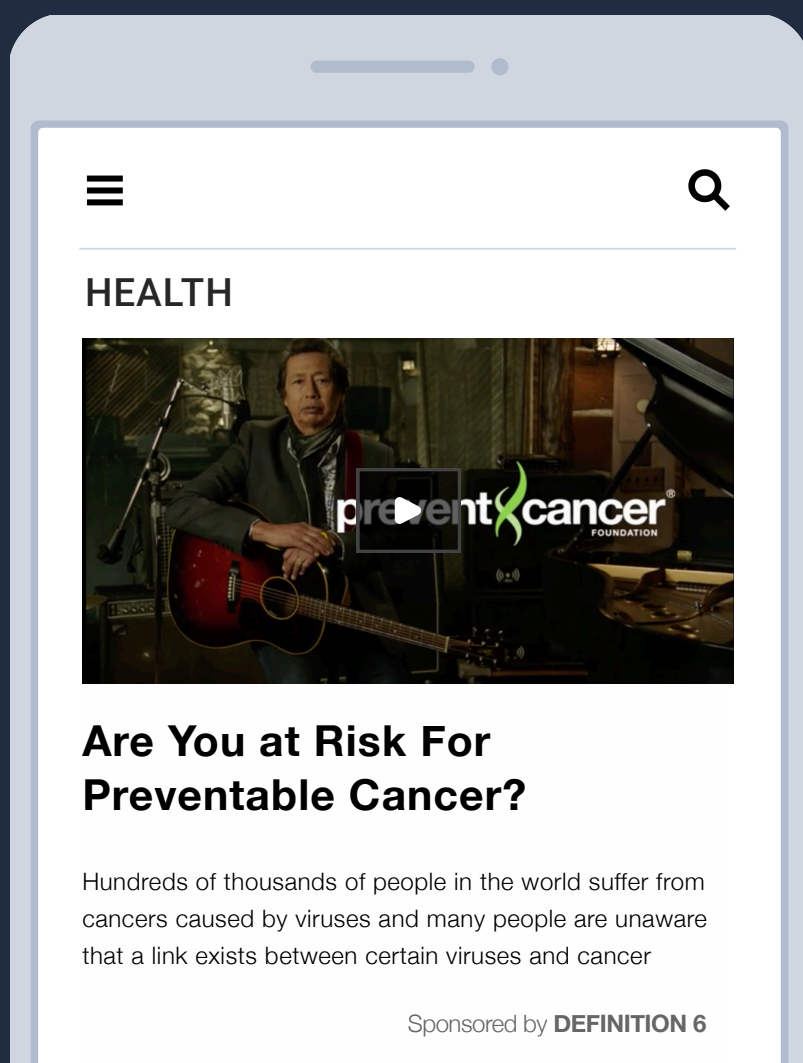 HEALTH
prevent cancer®
FOUNDATION
Are You at Risk For
Preventable Cancer?
Hundreds of thousands of people in the world suffer from
cancers caused by viruses and many people are unaware
that a link exists between certain viruses and cancer
Sponsored by DEFINITION 6